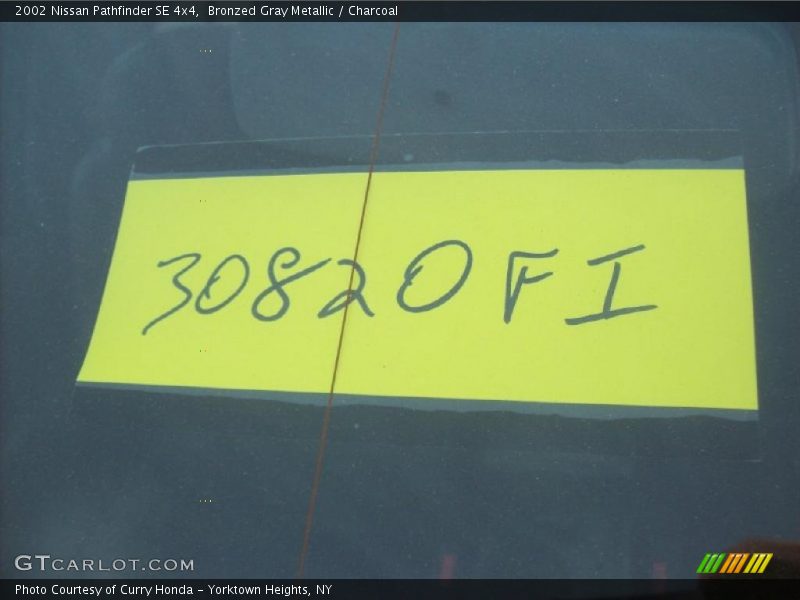 2002 Nissan Pathfinder SE 4x4,  Bronzed Gray Metallic / Charcoal
30820FI
GTCARLOT.COM
Photo Courtesy of Curry Honda - Yorktown Heights, NY